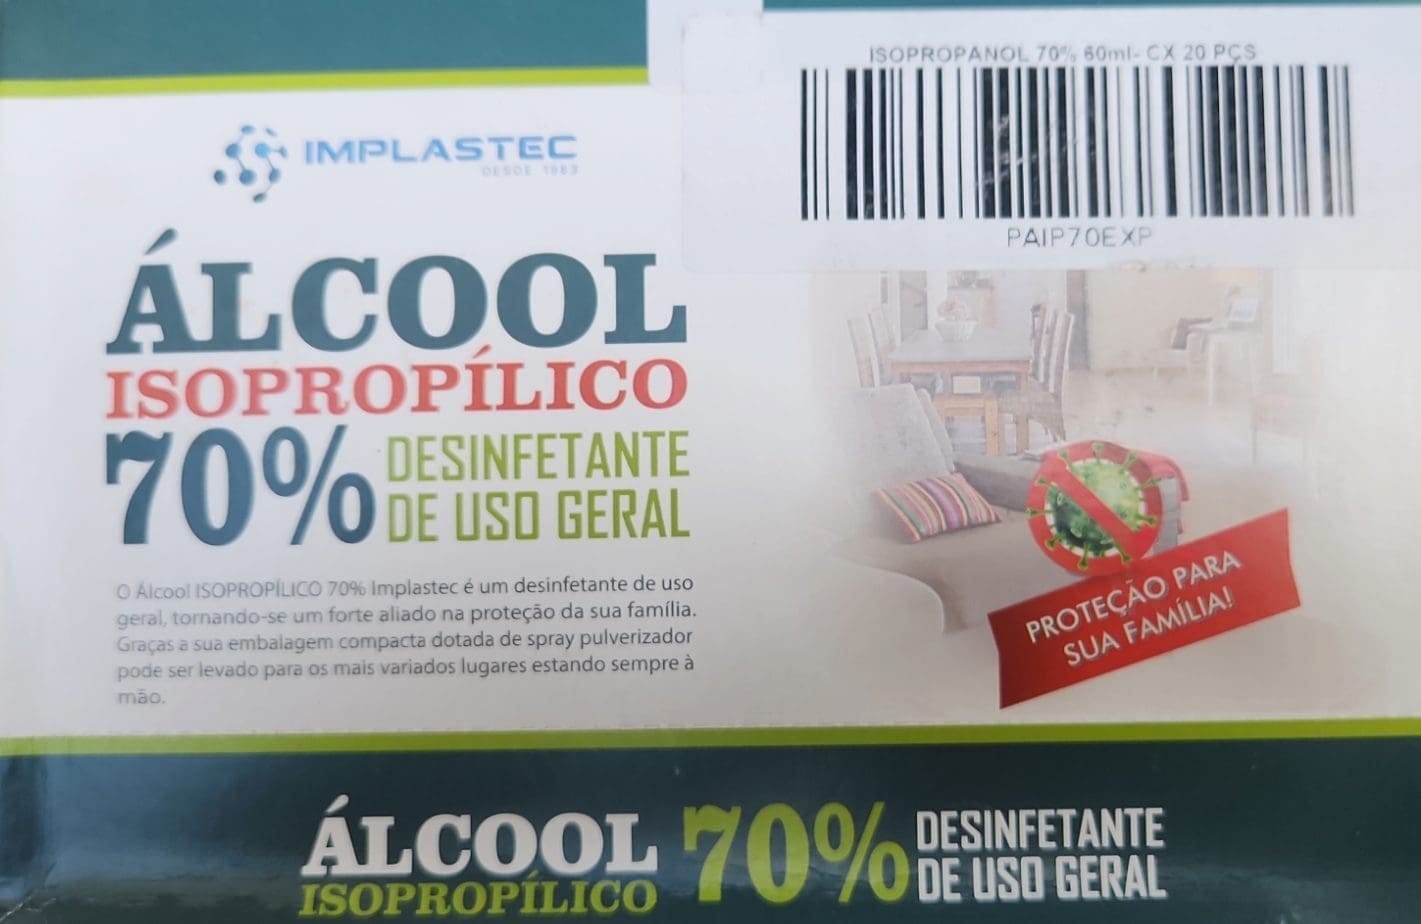 ISOPROPANOL 70% 60ml- CX 20 PÇS
PAIP70EXP
IMPLASTEC
DESDE 1983
ÁLCOOL
ISOPROPÍLICO
70% DESINFETANTE
DE USO GERAL
O Álcool ISOPROPÍLICO 70% Implastec é um desinfetante de uso
geral, tornando-se um forte aliado na proteção da sua família.
Graças a sua embalagem compacta dotada de spray pulverizador
pode ser levado para os mais variados lugares estando sempre à
mão.
PROTEÇÃO PARA
SUA FAMÍLIA!
ÁLCOOL
ISOPROPÍLICO
70% DESINFETANTE
DE USO GERAL